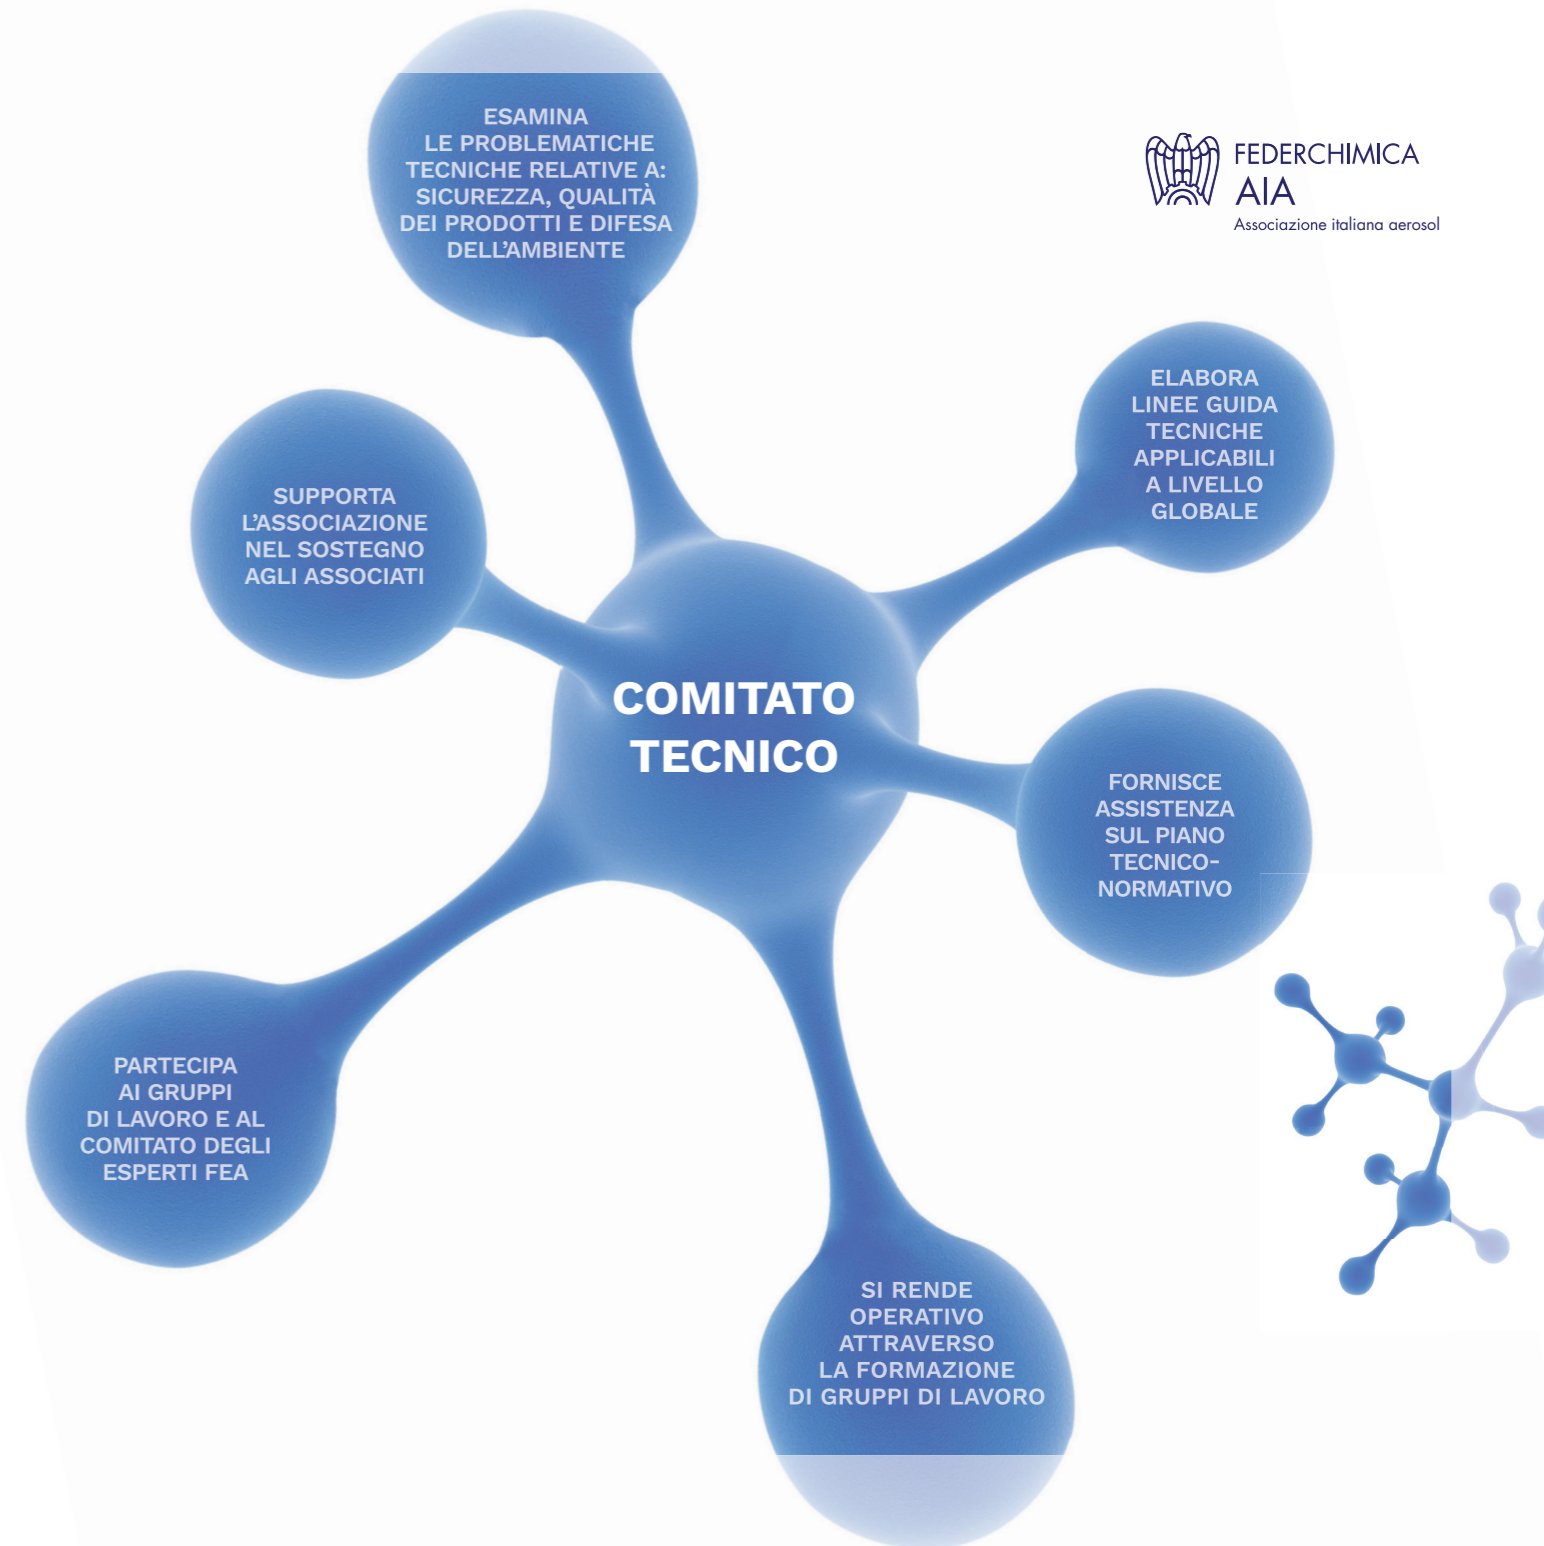 ESAMINA
LE PROBLEMATICHE
TECNICHE RELATIVE A:
SICUREZZA, QUALITÀ
DEI PRODOTTI E DIFESA
DELL'AMBIENTE
FEDERCHIMICA
AIA
Associazione italiana aerosol
ELABORA
LINEE GUIDA
TECNICHE
APPLICABILI
A LIVELLO
GLOBALE
SUPPORTA
L'ASSOCIAZIONE
NEL SOSTEGNO
AGLI ASSOCIATI
COMITATO
TECNICO
FORNISCE
ASSISTENZA
SUL PIANO
TECNICO-
NORMATIVO
PARTECIPA
AI GRUPPI
DI LAVORO E AL
COMITATO DEGLI
ESPERTI FEA
SI RENDE
OPERATIVO
ATTRAVERSO
LA FORMAZIONE
DI GRUPPI DI LAVORO